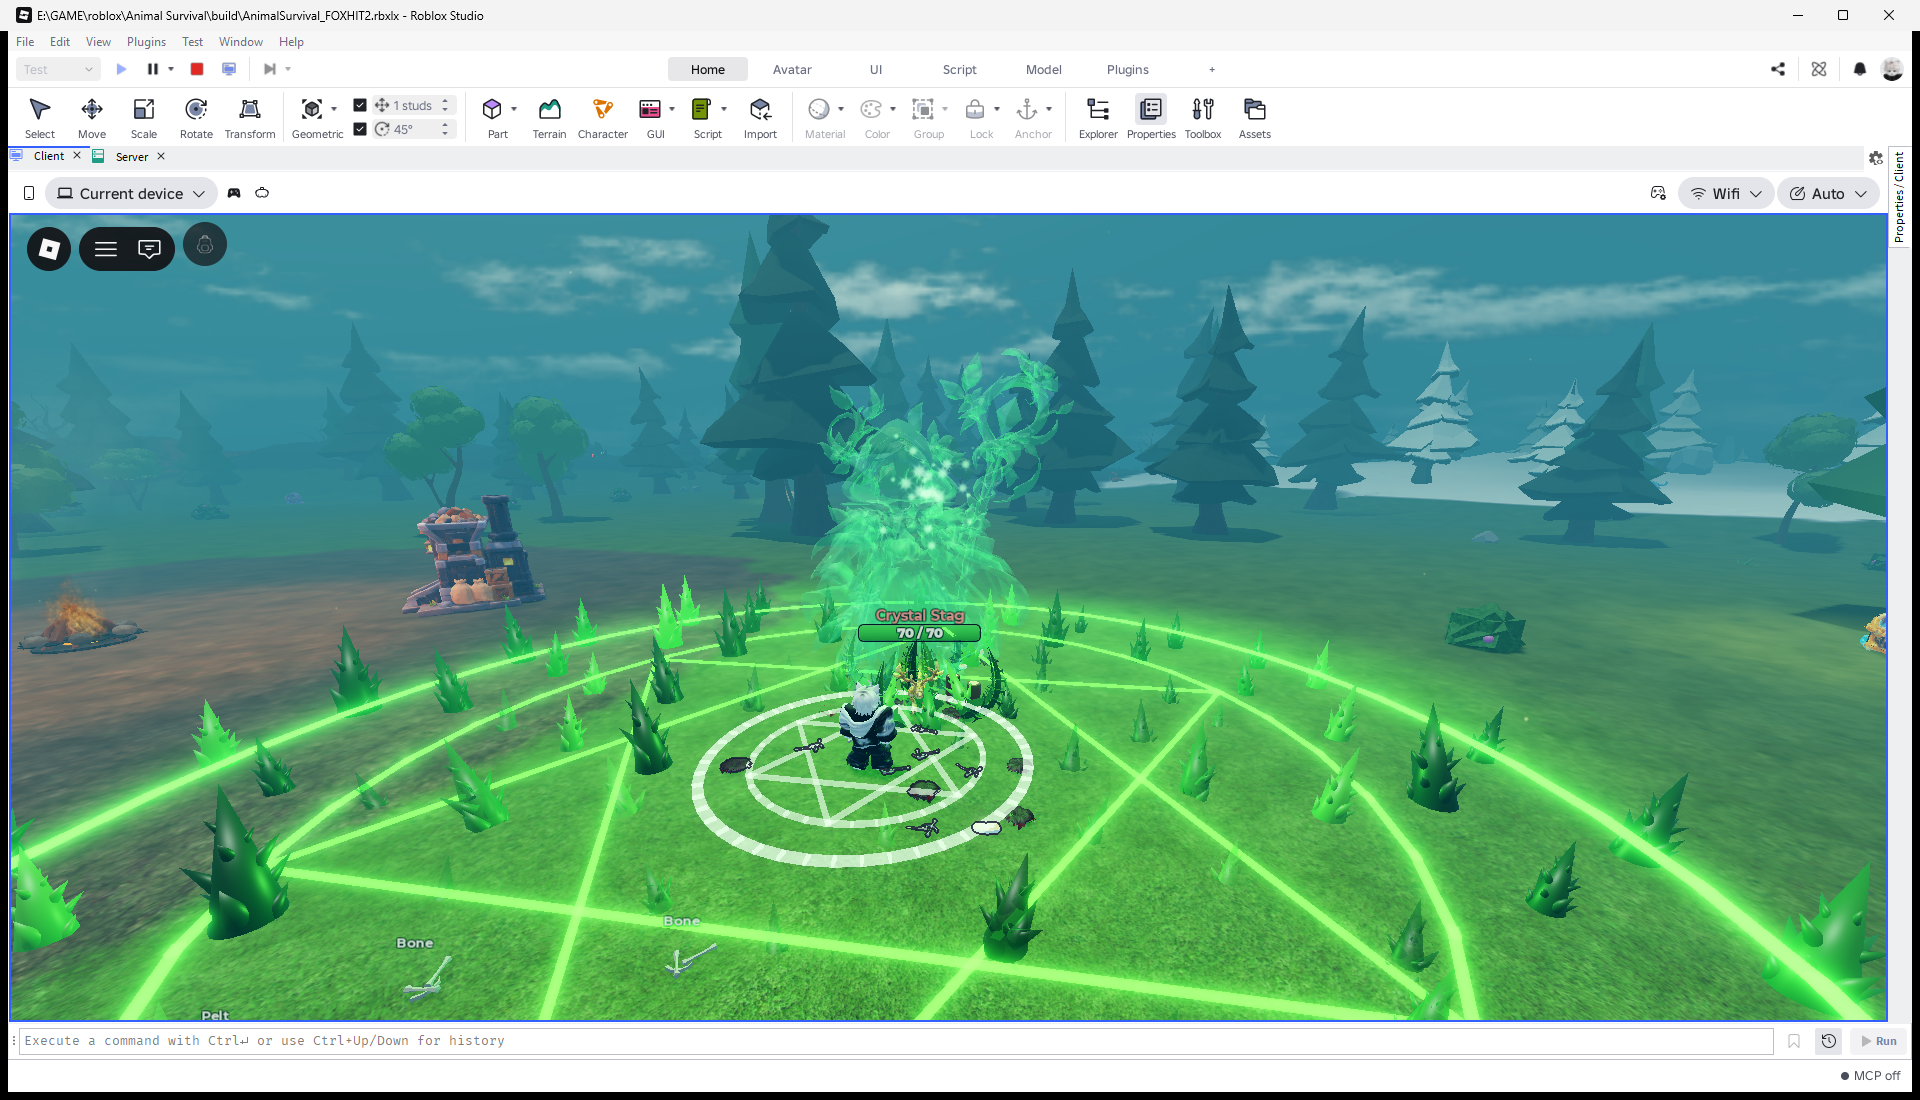 E:\GAME\roblox\Animal Survival\build\AnimalSurvival_FOXHIT2.rbxlx - Roblox Studio
File Edit View Plugins Test Window Help
Test
Home Avatar UI Script Model Plugins +
Select Move Scale Rotate Transform Geometric
1 studs
45°
Part Terrain Character GUI Script Import
Material Color Group Lock Anchor
Explorer Properties Toolbox Assets
Client Server
Properties / Client
Current device
Wifi
Auto
Crystal Stag
70 / 70
Bone
Bone
Pelt
Execute a command with Ctrl↵ or use Ctrl+Up/Down for history
Run
MCP off